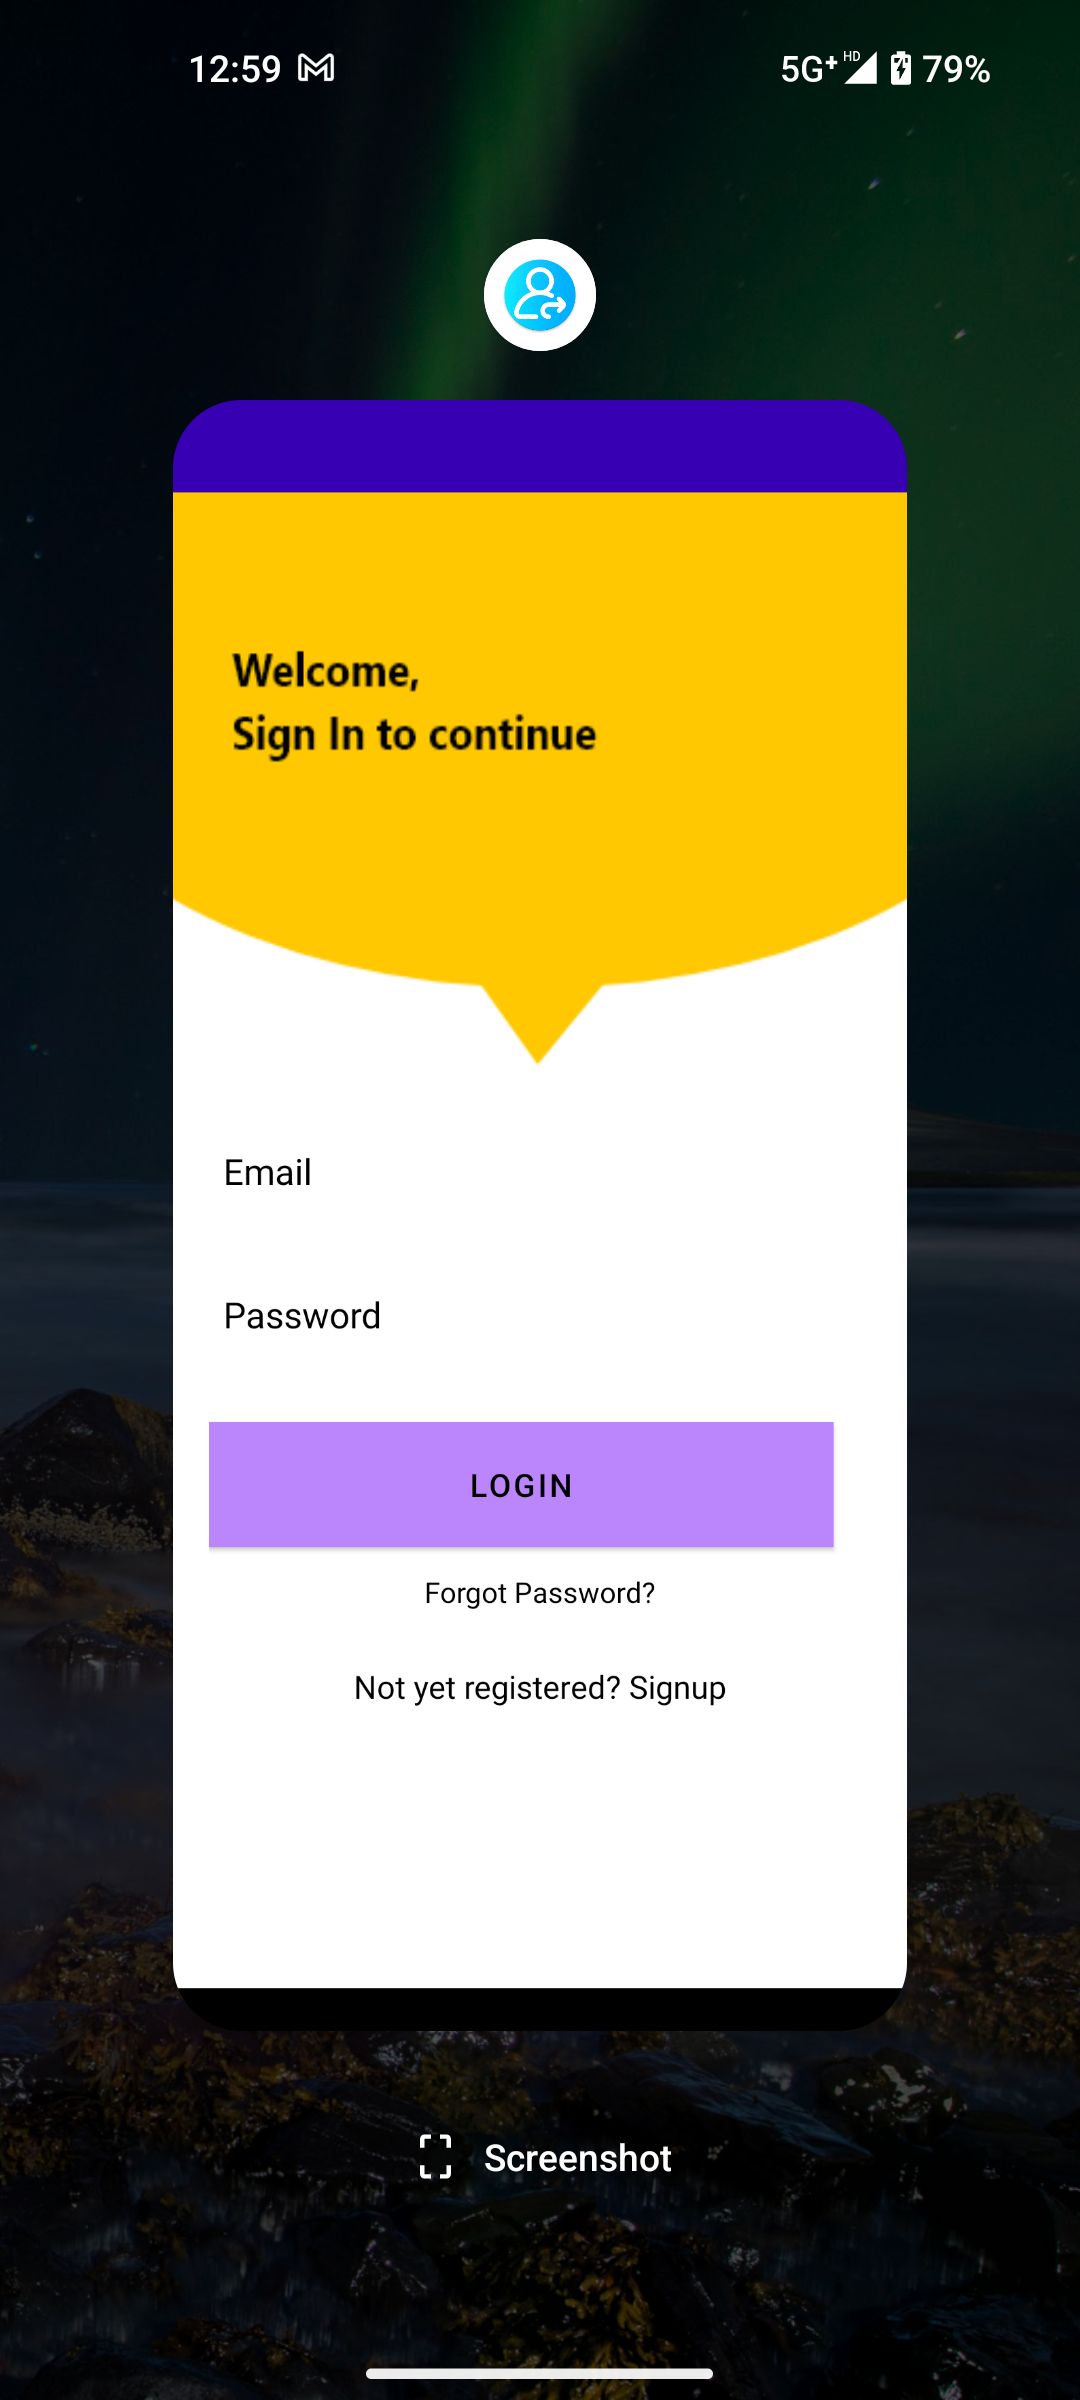 12:59 5G+ HD 79%
Welcome,
Sign In to continue
Email
Password
LOGIN
Forgot Password?
Not yet registered? Signup
Screenshot